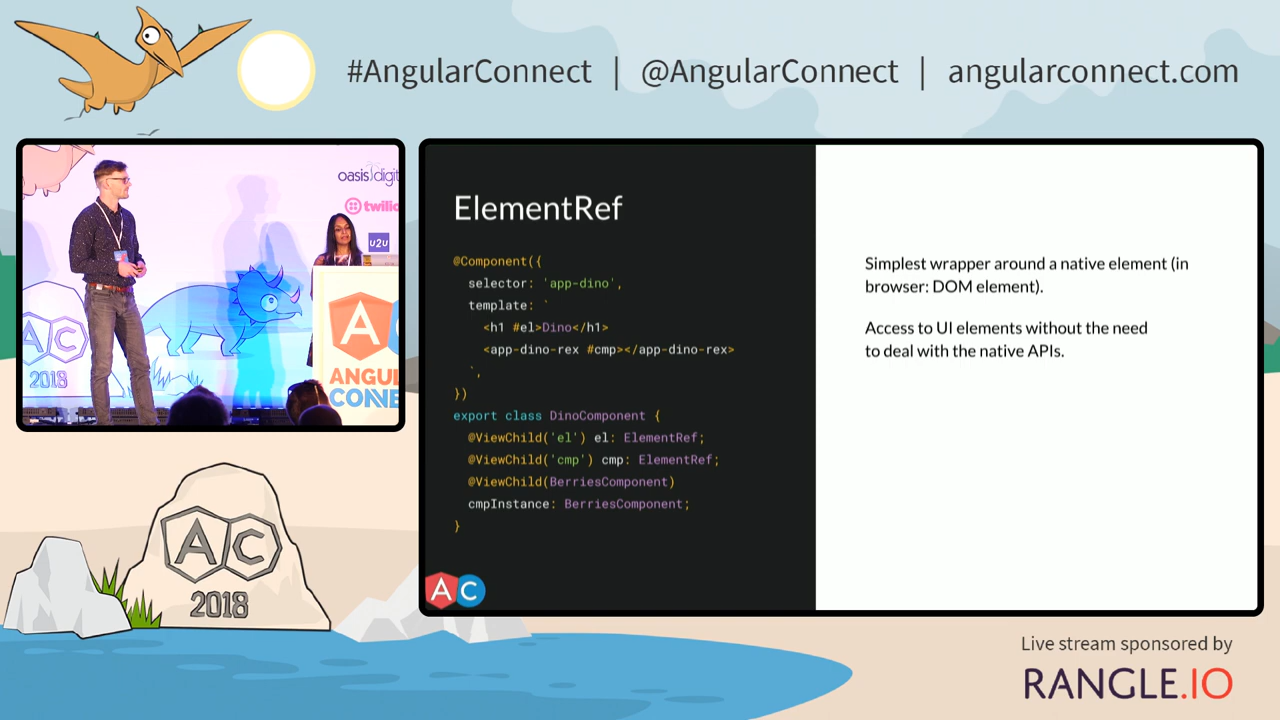 #AngularConnect | @AngularConnect | angularconnect.com
oasis digit
twilio
U2U
AC
2018
A C
ANGUL
CONNE
ElementRef
@Component({
selector: 'app-dino',
template: `
<h1 #el>Dino</h1>
<app-dino-rex #cmp></app-dino-rex>
`,
})
export class DinoComponent {
@ViewChild('el') el: ElementRef;
@ViewChild('cmp') cmp: ElementRef;
@ViewChild(BerriesComponent)
cmpInstance: BerriesComponent;
}
A C
Simplest wrapper around a native element (in
browser: DOM element).
Access to UI elements without the need
to deal with the native APIs.
AC
2018
Live stream sponsored by
RANGLE.IO